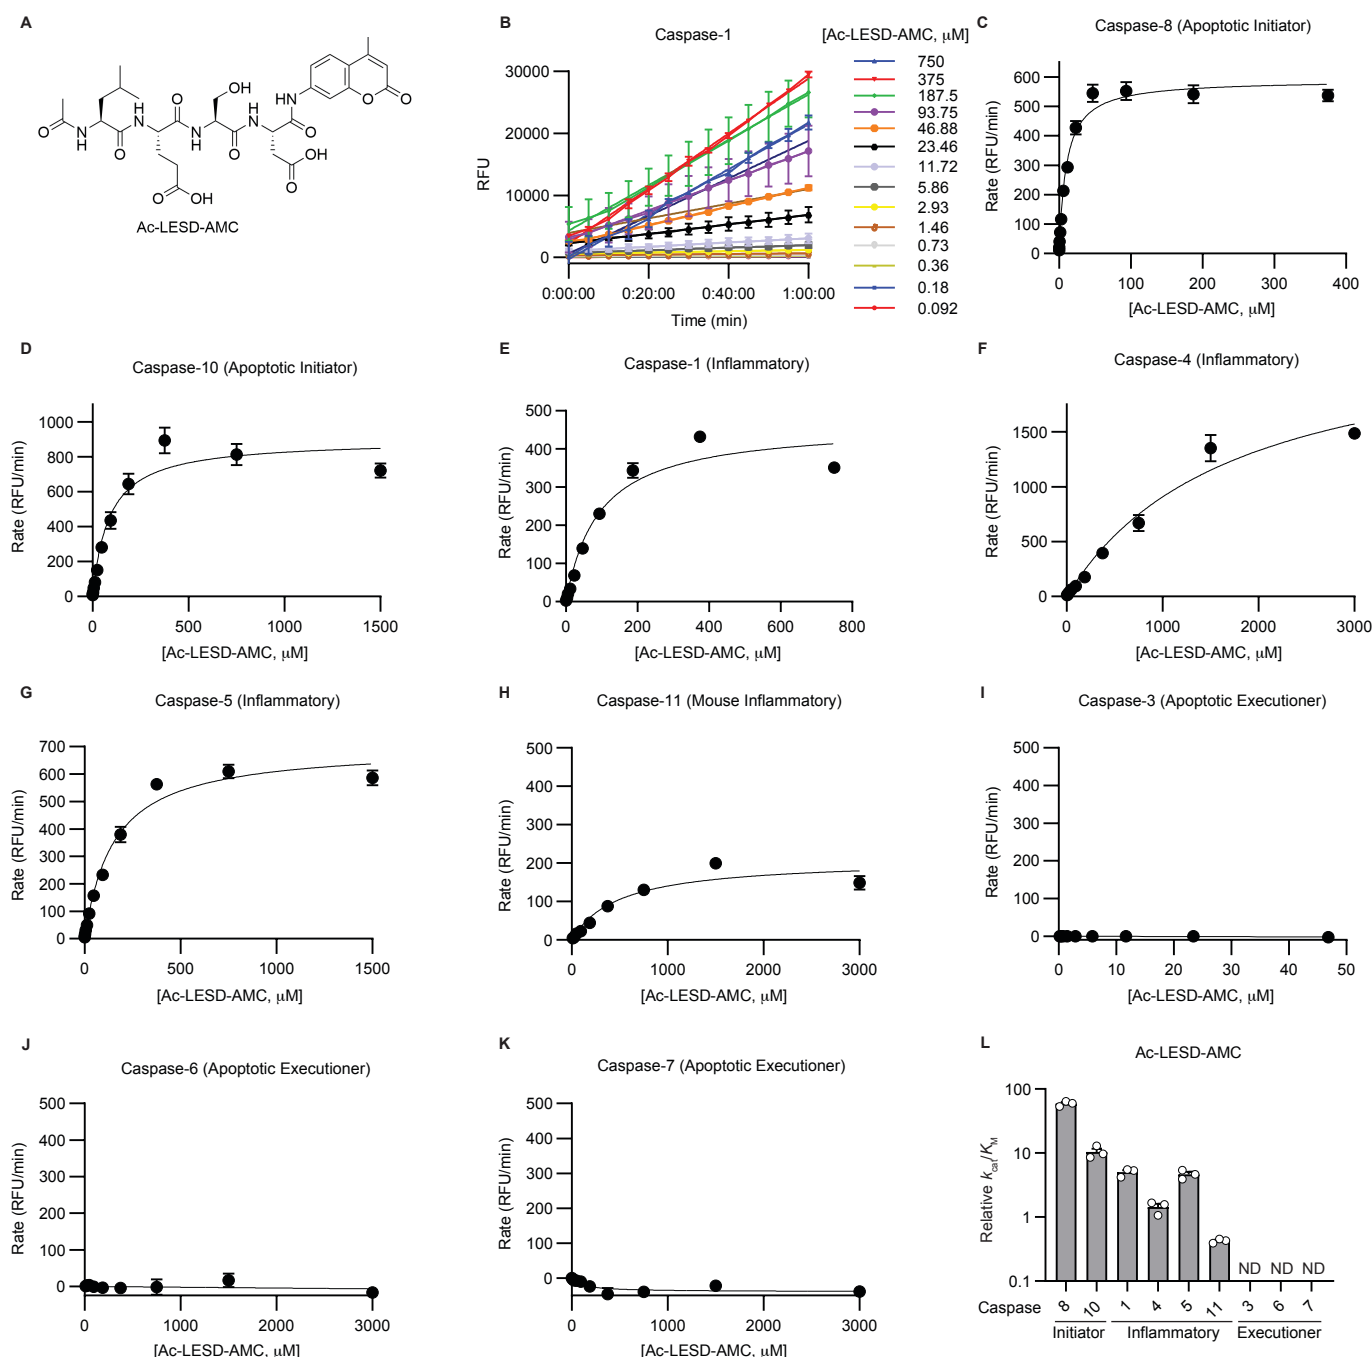 A
O
N
H
O
H
N
O
OH
O
N
H
HO
O
H
N
O
OH
O
H
N
O
O
O
Ac-LESD-AMC
B
Caspase-1
[Ac-LESD-AMC, μM]
RFU
30000
20000
10000
0
0:00:00
0:20:00
0:40:00
1:00:00
Time (min)
750
375
187.5
93.75
46.88
23.46
11.72
5.86
2.93
1.46
0.73
0.36
0.18
0.092
C
Caspase-8 (Apoptotic Initiator)
Rate (RFU/min)
600
500
400
300
200
100
0
0
100
200
300
400
[Ac-LESD-AMC, μM]
D
Caspase-10 (Apoptotic Initiator)
Rate (RFU/min)
1000
800
600
400
200
0
0
500
1000
1500
[Ac-LESD-AMC, μM]
E
Caspase-1 (Inflammatory)
Rate (RFU/min)
500
400
300
200
100
0
0
200
400
600
800
[Ac-LESD-AMC, μM]
F
Caspase-4 (Inflammatory)
Rate (RFU/min)
1500
1000
500
0
0
1000
2000
3000
[Ac-LESD-AMC, μM]
G
Caspase-5 (Inflammatory)
Rate (RFU/min)
700
600
500
400
300
200
100
0
0
500
1000
1500
[Ac-LESD-AMC, μM]
H
Caspase-11 (Mouse Inflammatory)
Rate (RFU/min)
500
400
300
200
100
0
0
1000
2000
3000
[Ac-LESD-AMC, μM]
I
Caspase-3 (Apoptotic Executioner)
Rate (RFU/min)
500
400
300
200
100
0
0
10
20
30
40
50
[Ac-LESD-AMC, μM]
J
Caspase-6 (Apoptotic Executioner)
Rate (RFU/min)
500
400
300
200
100
0
0
1000
2000
3000
[Ac-LESD-AMC, μM]
K
Caspase-7 (Apoptotic Executioner)
Rate (RFU/min)
500
400
300
200
100
0
0
1000
2000
3000
[Ac-LESD-AMC, μM]
L
Ac-LESD-AMC
Relative kcat/KM
100
10
1
0.1
ND ND ND
Caspase 8 10 1 4 5 11 3 6 7
Initiator Inflammatory Executioner